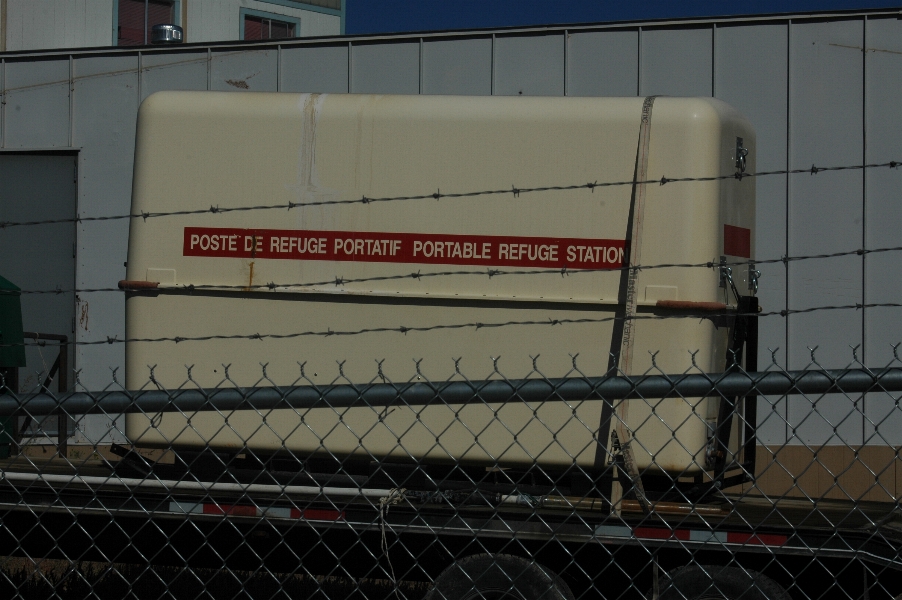 POSTE DE REFUGE PORTATIF PORTABLE REFUGE STATION